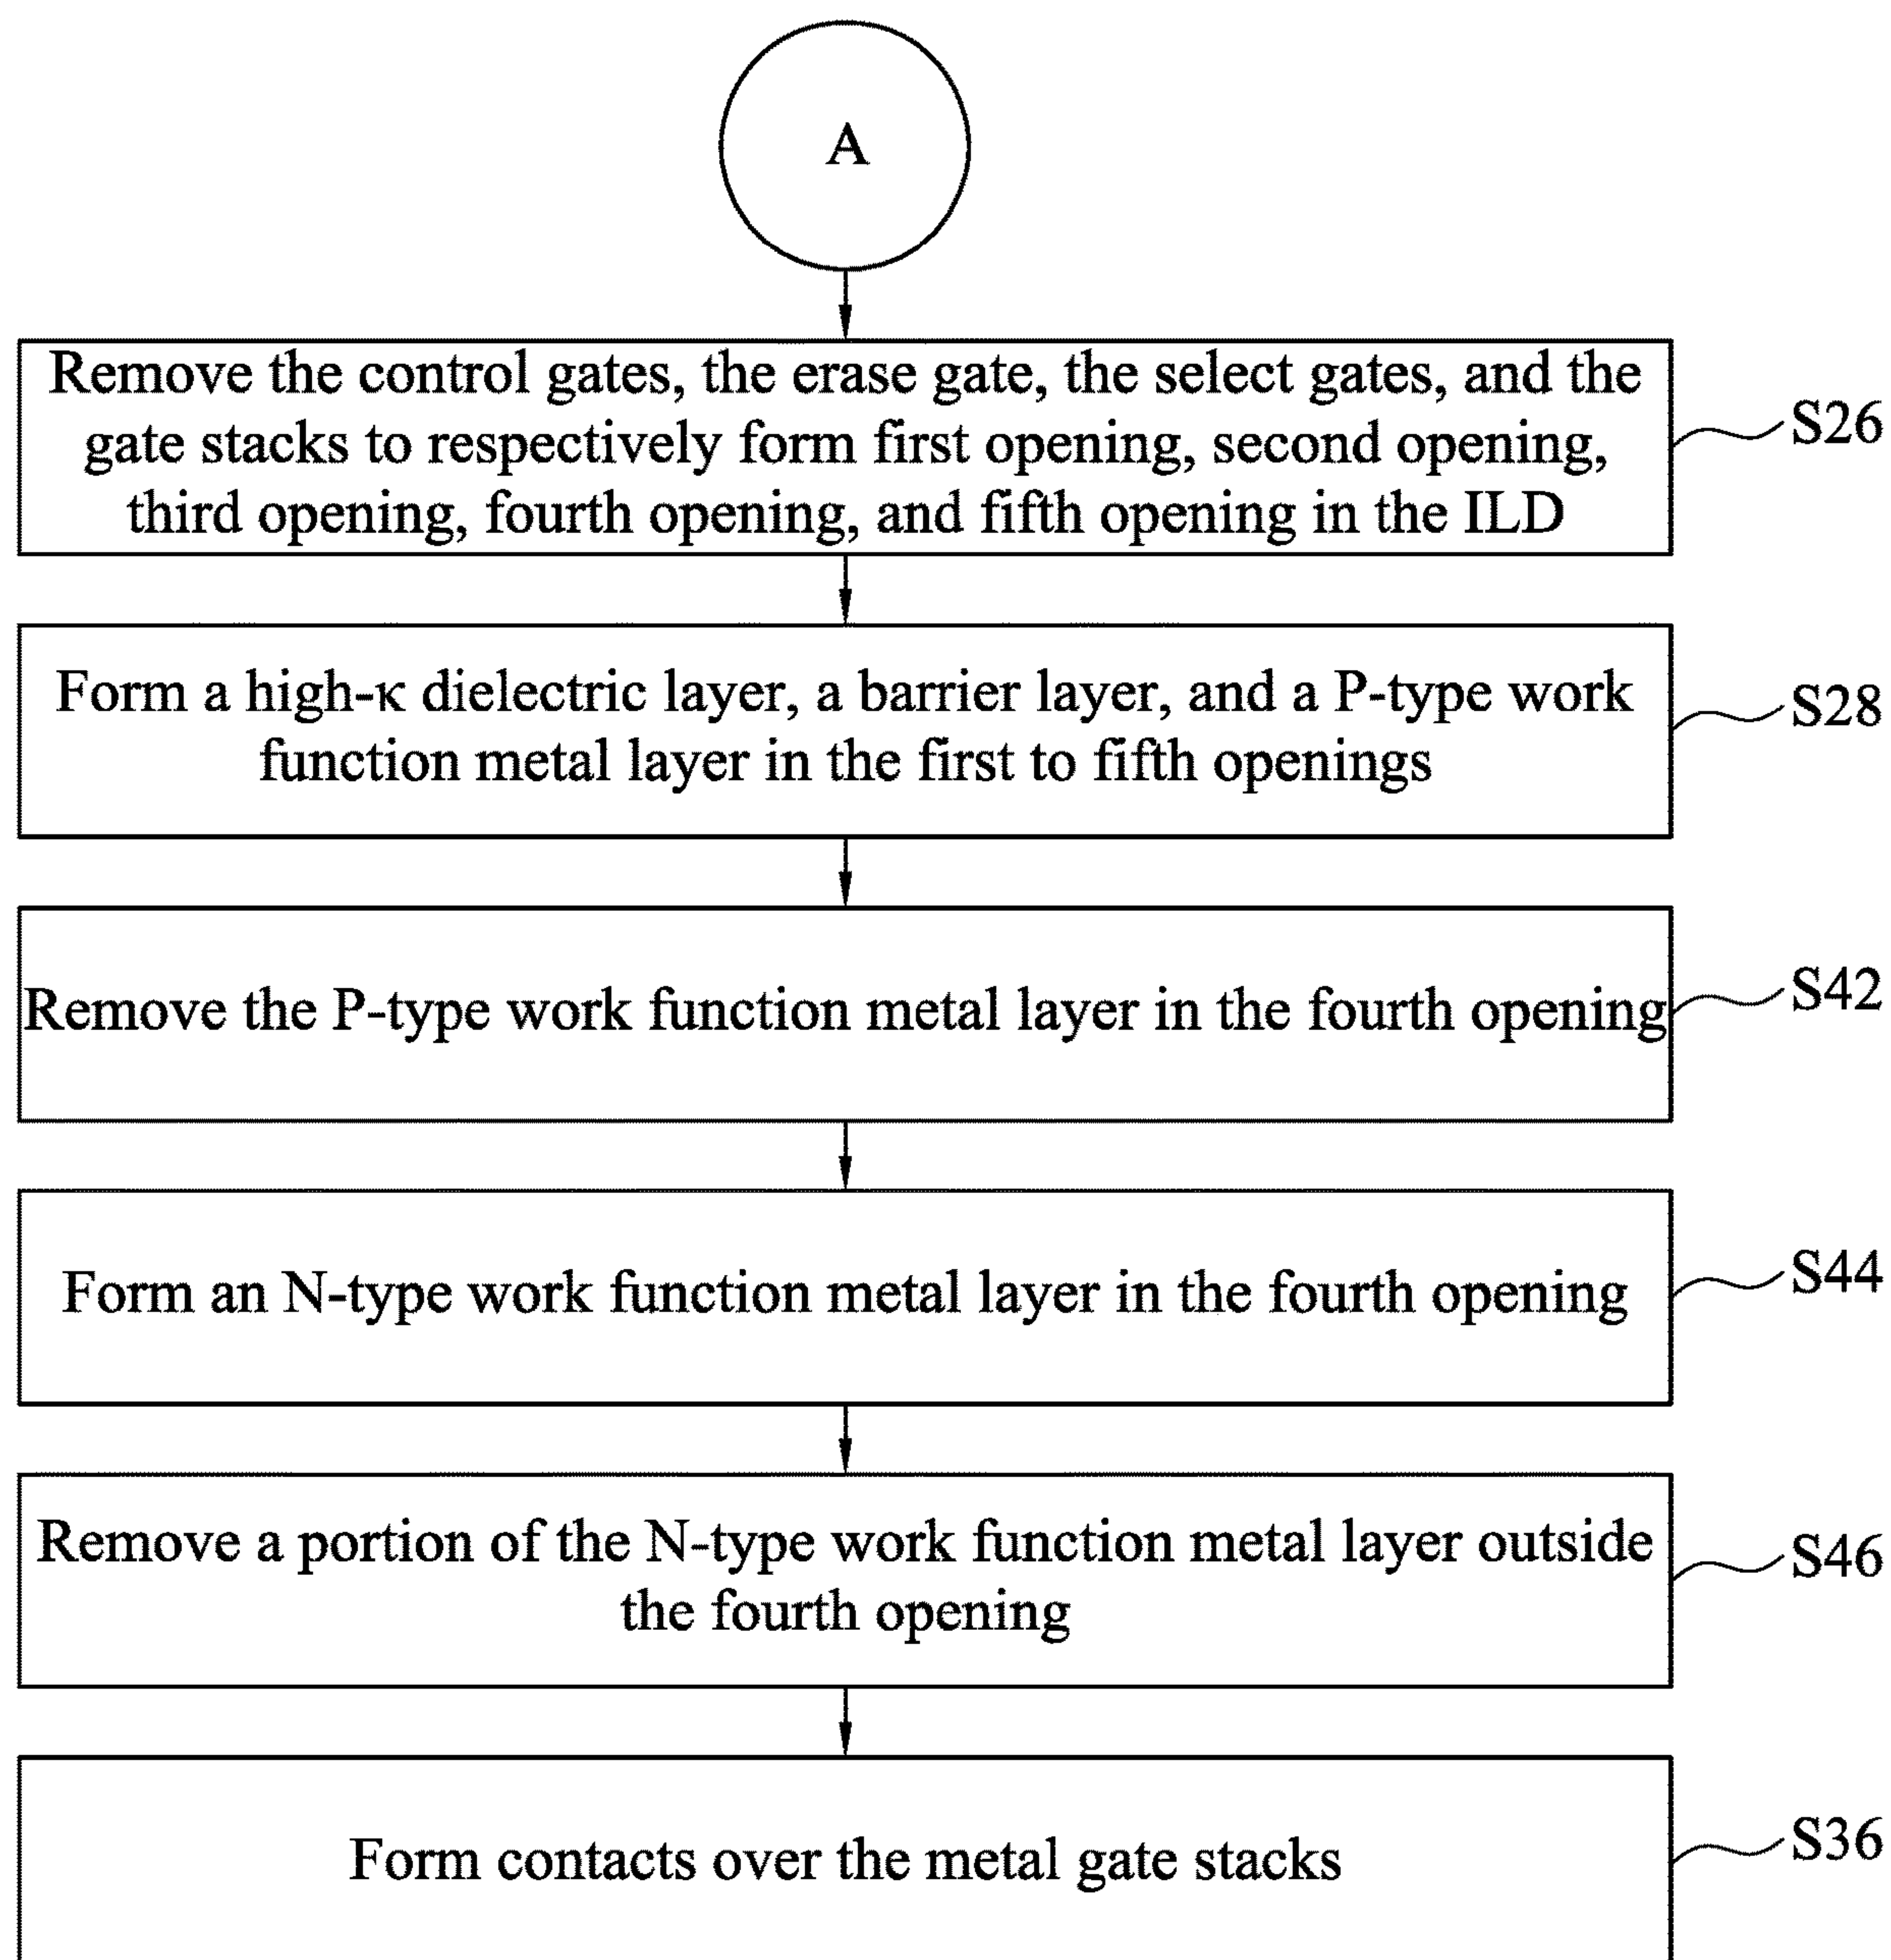 A
Remove the control gates, the erase gate, the select gates, and the
gate stacks to respectively form first opening, second opening,
third opening, fourth opening, and fifth opening in the ILD
S26
Form a high-κ dielectric layer, a barrier layer, and a P-type work
function metal layer in the first to fifth openings
S28
Remove the P-type work function metal layer in the fourth opening
S42
Form an N-type work function metal layer in the fourth opening
S44
Remove a portion of the N-type work function metal layer outside
the fourth opening
S46
Form contacts over the metal gate stacks
S36